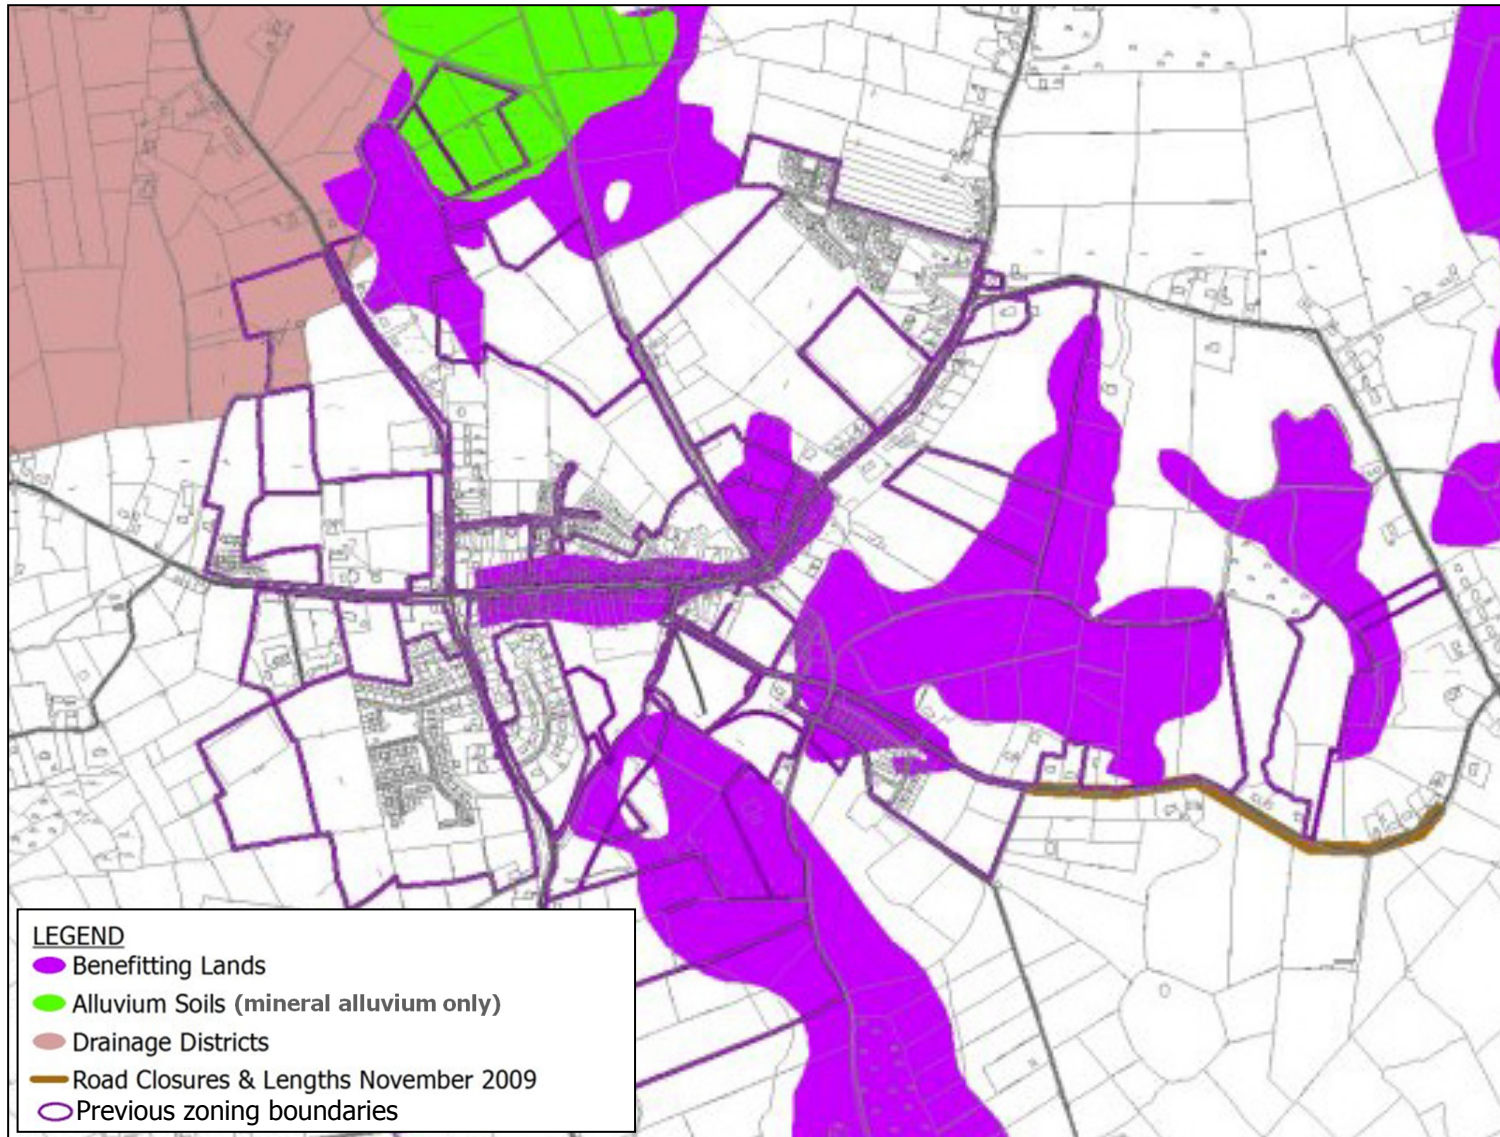 LEGEND
Benefitting Lands
Alluvium Soils (mineral alluvium only)
Drainage Districts
Road Closures & Lengths November 2009
Previous zoning boundaries